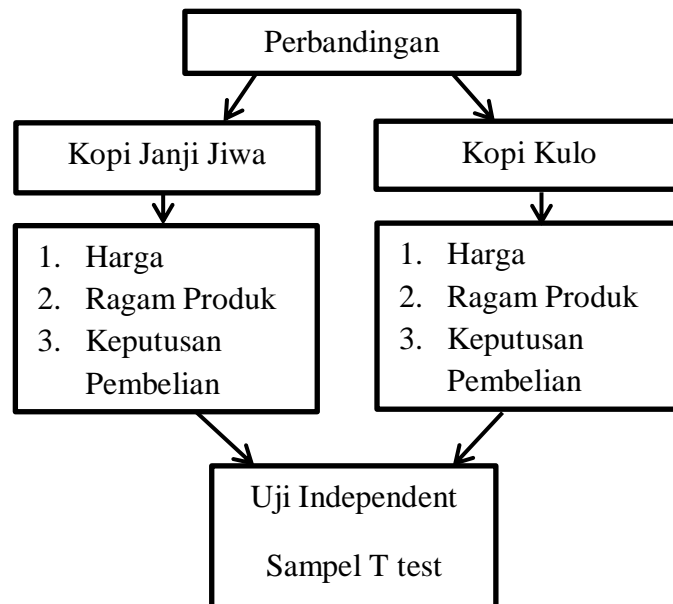 Perbandingan
Kopi Janji Jiwa
Kopi Kulo
1. Harga
2. Ragam Produk
3. Keputusan
Pembelian
1. Harga
2. Ragam Produk
3. Keputusan
Pembelian
Uji Independent
Sampel T test